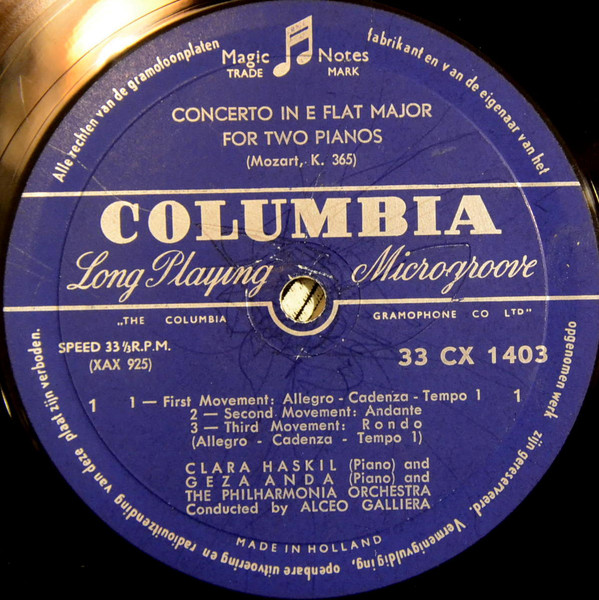 Alle rechten van de gramofoonplaten
fabrikant en van de eigenaar van het
opgenomen werk zijn gereserveerd. Vermenigvuldiging,
openbare uitvoering en radiouitzending van deze plaat zijn verboden.
Magic Notes
TRADE MARK
CONCERTO IN E FLAT MAJOR
FOR TWO PIANOS
(Mozart, K. 365)
COLUMBIA
Long Playing Microgroove
„THE COLUMBIA GRAMOPHONE CO LTD"
SPEED 33⅓R.P.M.
(XAX 925)
33 CX 1403
1 1 — First Movement: Allegro - Cadenza - Tempo 1 1
2 — Second Movement: Andante
3 — Third Movement: Rondo
(Allegro - Cadenza - Tempo 1)
CLARA HASKIL (Piano) and
GEZA ANDA (Piano) and
THE PHILHARMONIA ORCHESTRA
Conducted by ALCEO GALLIERA
MADE IN HOLLAND